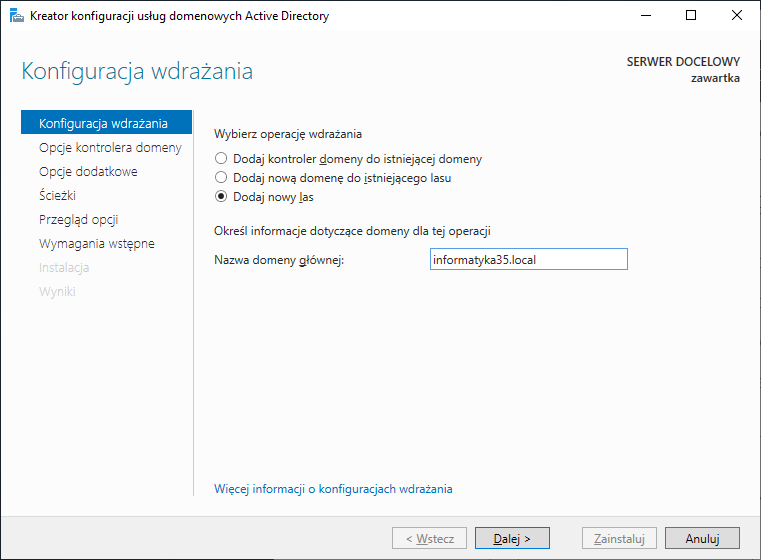 Kreator konfiguracji usług domenowych Active Directory
Konfiguracja wdrażania
SERWER DOCELOWY
zawartka
Konfiguracja wdrażania
Opcje kontrolera domeny
Opcje dodatkowe
Ścieżki
Przegląd opcji
Wymagania wstępne
Instalacja
Wyniki
Wybierz operację wdrażania
Dodaj kontroler domeny do istniejącej domeny
Dodaj nową domenę do istniejącego lasu
Dodaj nowy las
Określ informacje dotyczące domeny dla tej operacji
Nazwa domeny głównej:
informatyka35.local
Więcej informacji o konfiguracjach wdrażania
< Wstecz
Dalej >
Zainstaluj
Anuluj